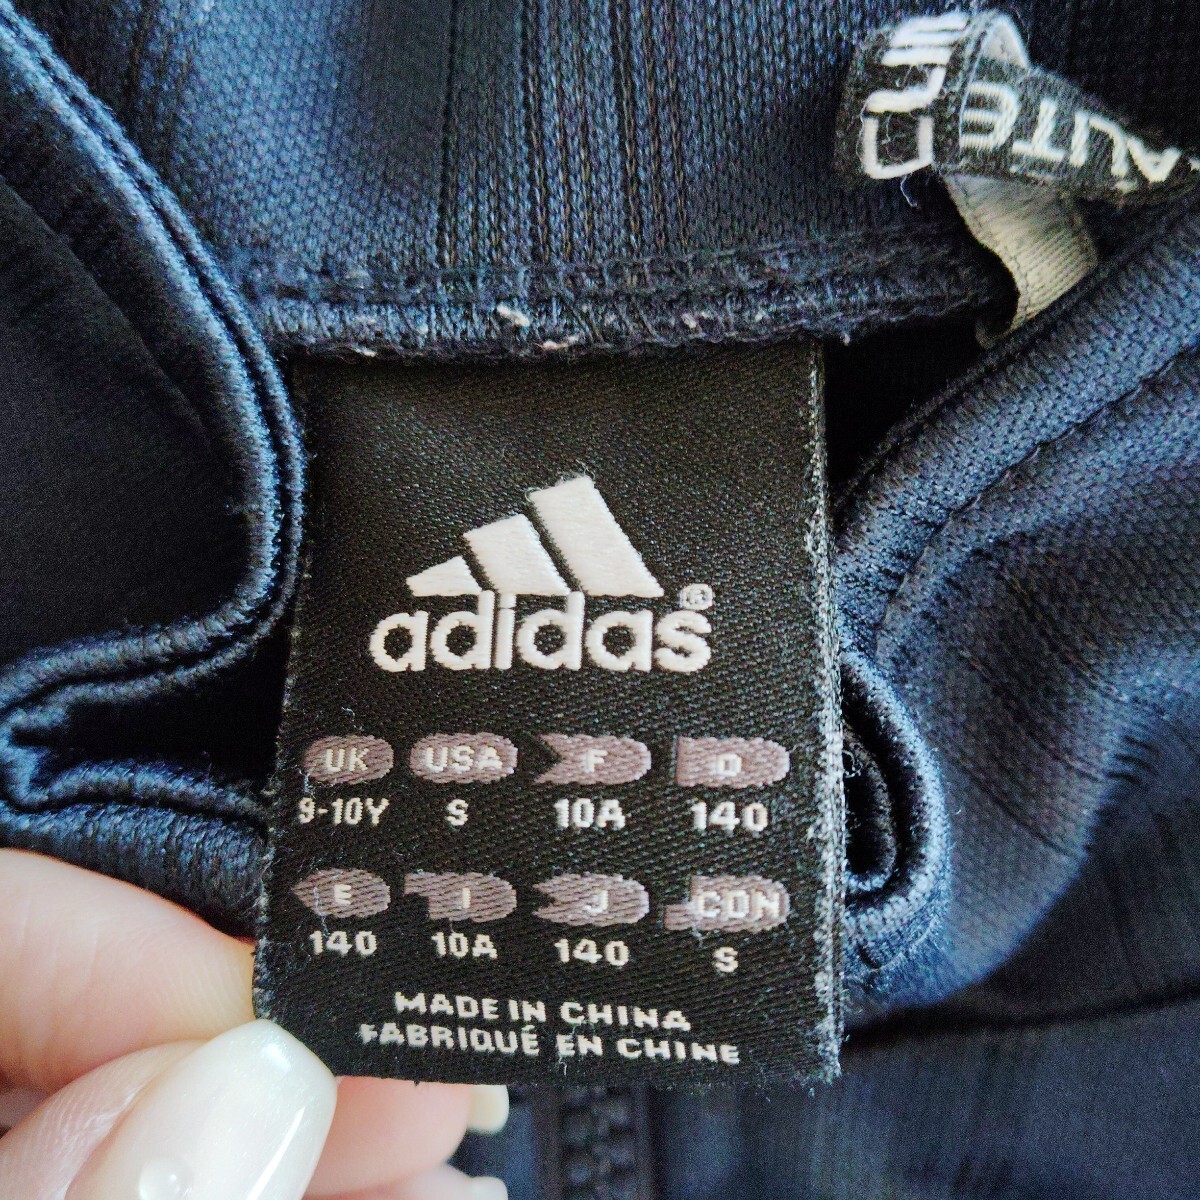 adidas®
UK USA F D
9-10Y S 10A 140
E I J CDN
140 10A 140 S
MADE IN CHINA
FABRIQUÉ EN CHINE